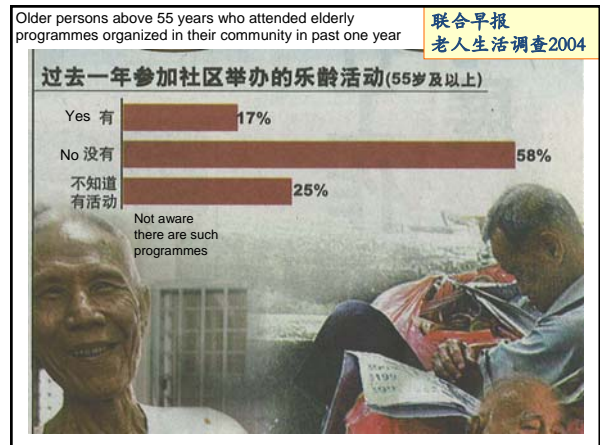 Older persons above 55 years who attended elderly
programmes organized in their community in past one year
联合早报
老人生活调查2004
过去一年参加社区举办的乐龄活动(55岁及以上)
Yes 有 17%
No 没有 58%
不知道
有活动 25%
Not aware
there are such
programmes